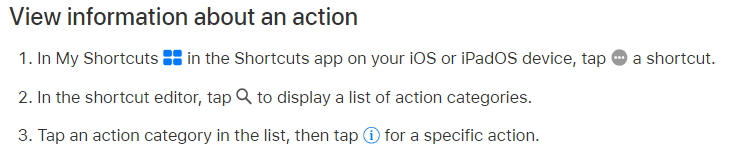 View information about an action
1. In My Shortcuts in the Shortcuts app on your iOS or iPadOS device, tap a shortcut.
2. In the shortcut editor, tap to display a list of action categories.
3. Tap an action category in the list, then tap for a specific action.